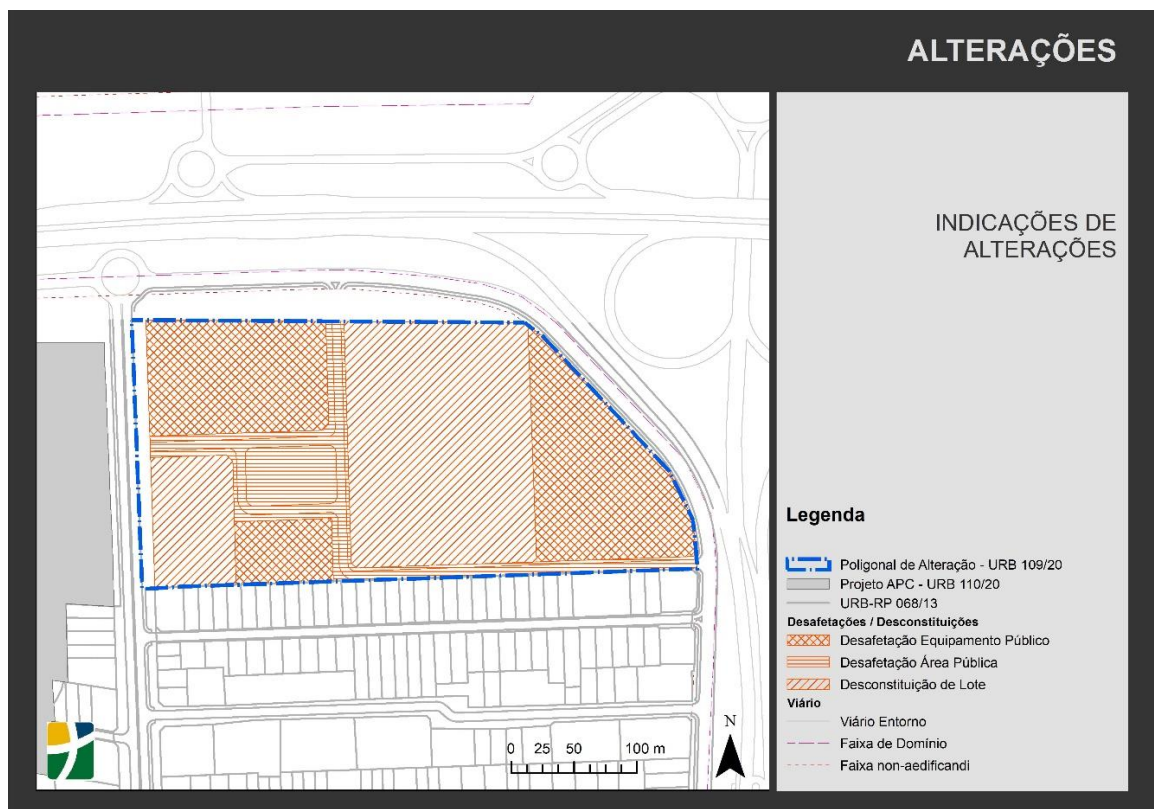 ALTERAÇÕES
INDICAÇÕES DE
ALTERAÇÕES
Legenda
Poligonal de Alteração - URB 109/20
Projeto APC - URB 110/20
URB-RP 068/13
Desafetações / Desconstituições
Desafetação Equipamento Público
Desafetação Área Pública
Desconstituição de Lote
Viário
Viário Entorno
Faixa de Domínio
Faixa non-aedificandi
N
0 25 50 100 m